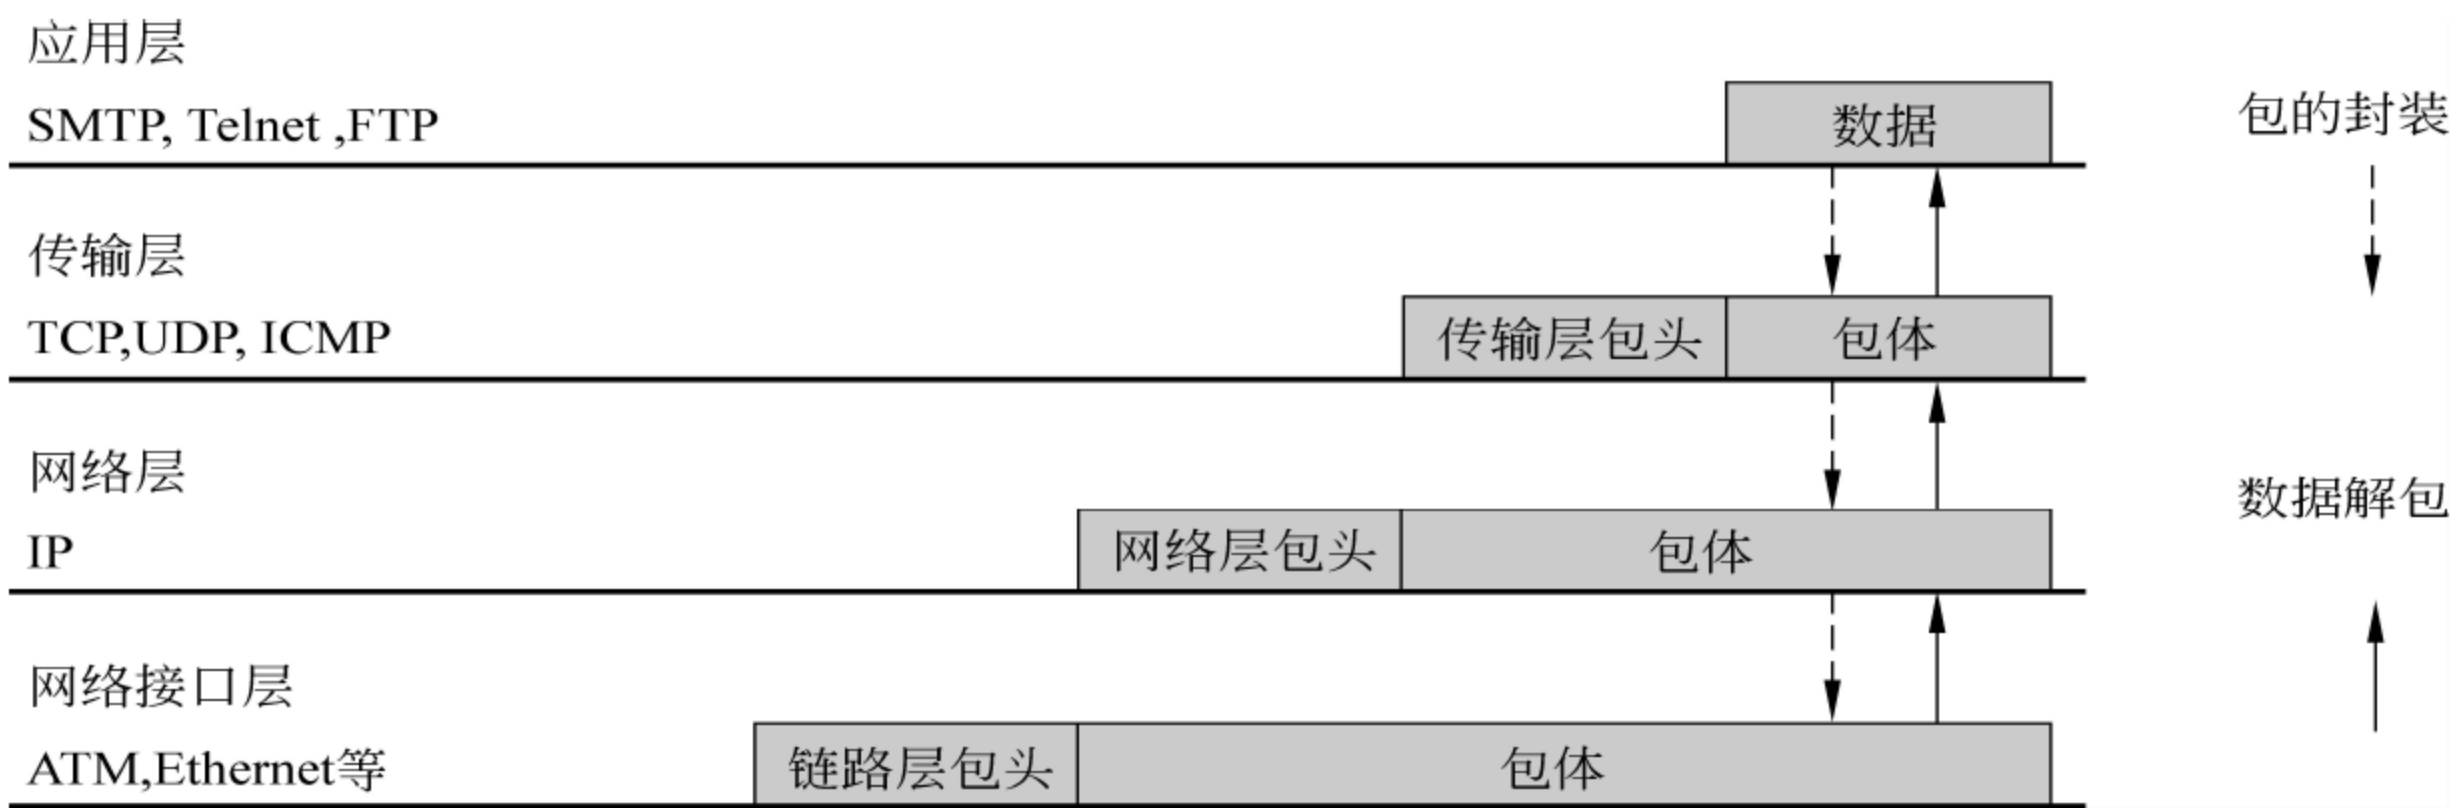 应用层
SMTP, Telnet ,FTP
数据
包的封装
传输层
TCP,UDP, ICMP
传输层包头
包体
网络层
IP
网络层包头
包体
数据解包
网络接口层
ATM,Ethernet等
链路层包头
包体